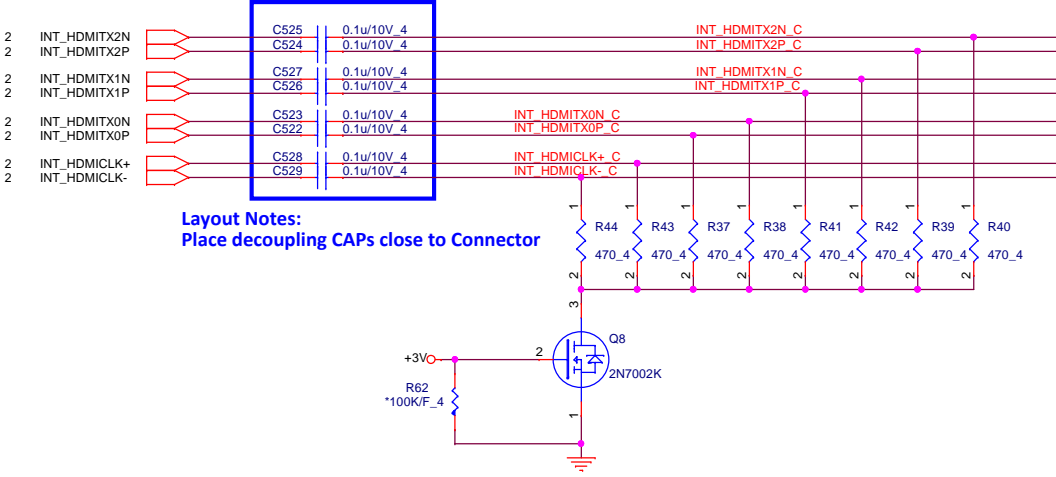 2 INT_HDMITX2N C525 0.1u/10V_4 INT_HDMITX2N_C
2 INT_HDMITX2P C524 0.1u/10V_4 INT_HDMITX2P_C
2 INT_HDMITX1N C527 0.1u/10V_4 INT_HDMITX1N_C
2 INT_HDMITX1P C526 0.1u/10V_4 INT_HDMITX1P_C
2 INT_HDMITX0N C523 0.1u/10V_4 INT_HDMITX0N_C
2 INT_HDMITX0P C522 0.1u/10V_4 INT_HDMITX0P_C
2 INT_HDMICLK+ C528 0.1u/10V_4 INT_HDMICLK+_C
2 INT_HDMICLK- C529 0.1u/10V_4 INT_HDMICLK-_C
Layout Notes:
Place decoupling CAPs close to Connector
1 1 1 1 1 1 1 1
R44 R43 R37 R38 R41 R42 R39 R40
470_4 470_4 470_4 470_4 470_4 470_4 470_4 470_4
2 2 2 2 2 2 2 2
3
Q8
+3V 2
2N7002K
R62
*100K/F_4
1